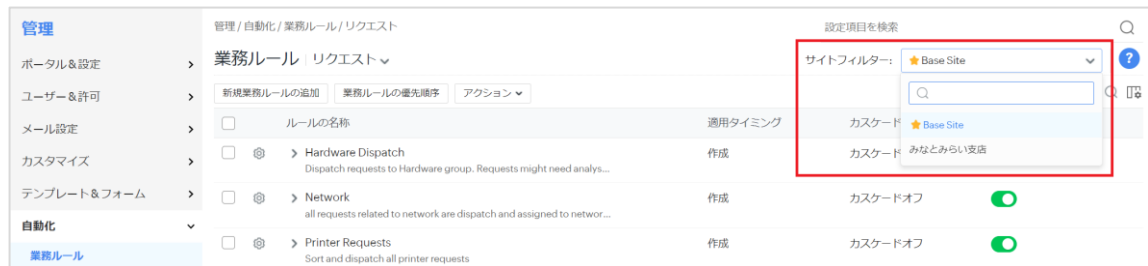 管理
管理 / 自動化 / 業務ルール / リクエスト
設定項目を検索
ポータル&設定
業務ルール リクエスト
サイトフィルター: Base Site
?
ユーザー&許可
新規業務ルールの追加 業務ルールの優先順序 アクション
メール設定
ルールの名称 適用タイミング カスケード
Base Site
カスタマイズ
Hardware Dispatch 作成 カスケード
みなとみらい支店
Dispatch requests to Hardware group. Requests might need analys...
テンプレート&フォーム
Network 作成 カスケードオフ
all requests related to network are dispatch and assigned to networ...
自動化
Printer Requests 作成 カスケードオフ
業務ルール
Sort and dispatch all printer requests